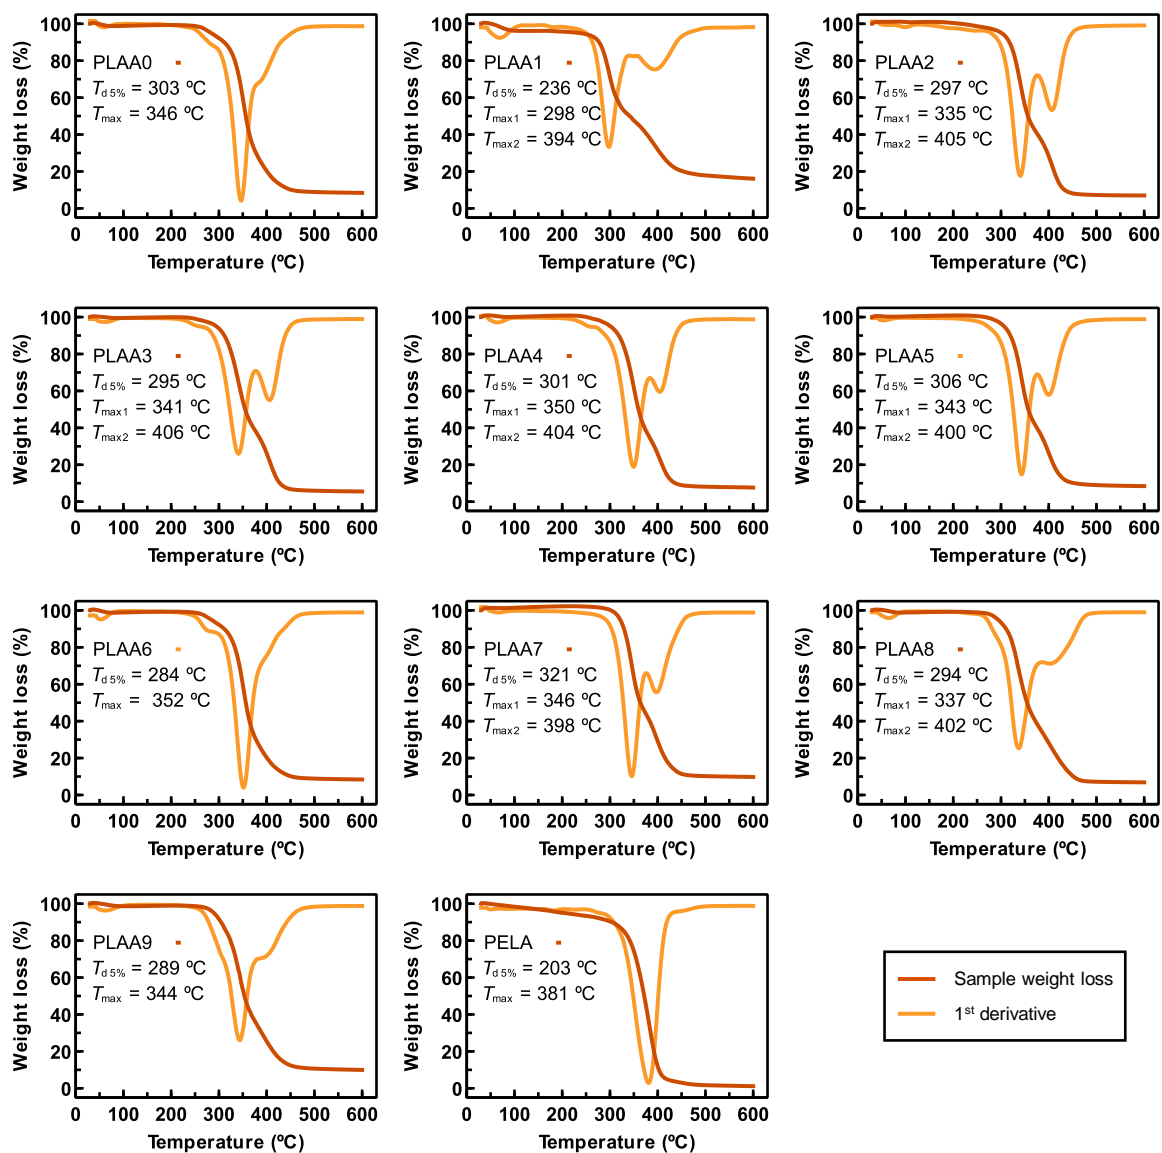 Weight loss (%)
100
80
60
40
20
0
PLAA0
Td 5% = 303 ºC
Tmax = 346 ºC
0 100 200 300 400 500 600
Temperature (ºC)
Weight loss (%)
100
80
60
40
20
0
PLAA1
Td 5% = 236 ºC
Tmax1 = 298 ºC
Tmax2 = 394 ºC
0 100 200 300 400 500 600
Temperature (ºC)
Weight loss (%)
100
80
60
40
20
0
PLAA2
Td 5% = 297 ºC
Tmax1 = 335 ºC
Tmax2 = 405 ºC
0 100 200 300 400 500 600
Temperature (ºC)
Weight loss (%)
100
80
60
40
20
0
PLAA3
Td 5% = 295 ºC
Tmax1 = 341 ºC
Tmax2 = 406 ºC
0 100 200 300 400 500 600
Temperature (ºC)
Weight loss (%)
100
80
60
40
20
0
PLAA4
Td 5% = 301 ºC
Tmax1 = 350 ºC
Tmax2 = 404 ºC
0 100 200 300 400 500 600
Temperature (ºC)
Weight loss (%)
100
80
60
40
20
0
PLAA5
Td 5% = 306 ºC
Tmax1 = 343 ºC
Tmax2 = 400 ºC
0 100 200 300 400 500 600
Temperature (ºC)
Weight loss (%)
100
80
60
40
20
0
PLAA6
Td 5% = 284 ºC
Tmax = 352 ºC
0 100 200 300 400 500 600
Temperature (ºC)
Weight loss (%)
100
80
60
40
20
0
PLAA7
Td 5% = 321 ºC
Tmax1 = 346 ºC
Tmax2 = 398 ºC
0 100 200 300 400 500 600
Temperature (ºC)
Weight loss (%)
100
80
60
40
20
0
PLAA8
Td 5% = 294 ºC
Tmax1 = 337 ºC
Tmax2 = 402 ºC
0 100 200 300 400 500 600
Temperature (ºC)
Weight loss (%)
100
80
60
40
20
0
PLAA9
Td 5% = 289 ºC
Tmax = 344 ºC
0 100 200 300 400 500 600
Temperature (ºC)
Weight loss (%)
100
80
60
40
20
0
PELA
Td 5% = 203 ºC
Tmax = 381 ºC
0 100 200 300 400 500 600
Temperature (ºC)
Sample weight loss
1st derivative